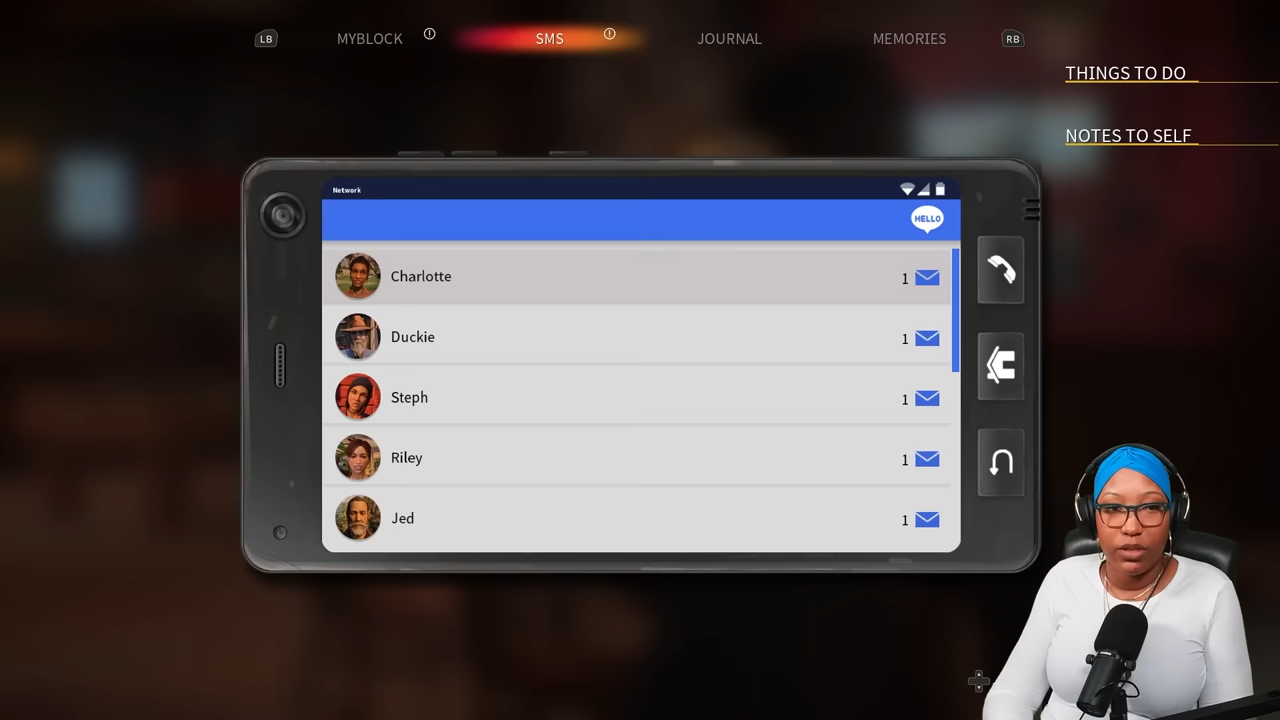 LB
MYBLOCK
SMS
JOURNAL
MEMORIES
RB
THINGS TO DO
NOTES TO SELF
Network
HELLO
Charlotte
1
Duckie
1
Steph
1
Riley
1
Jed
1